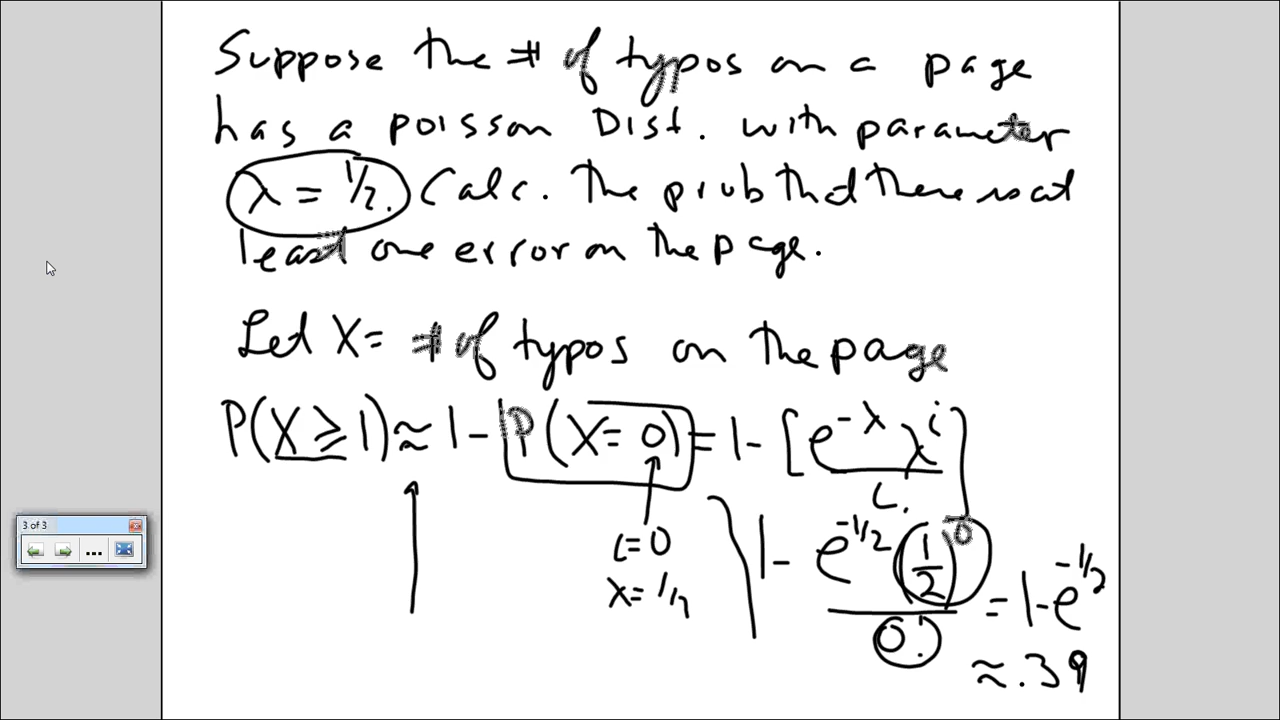 Suppose the # of typos on a page
has a poisson Dist. with parameter
λ = 1/2. Calc. the prob that there is at
least one error on the page.
Let X = # of typos on the page
P(X ≥ 1) ≈ 1 - P(X = 0) = 1 - [e^-λ λ^i / i!]
i = 0
λ = 1/2
1 - e^-1/2 (1/2)^0 / 0! = 1 - e^-1/2
≈ .39
3 of 3
...